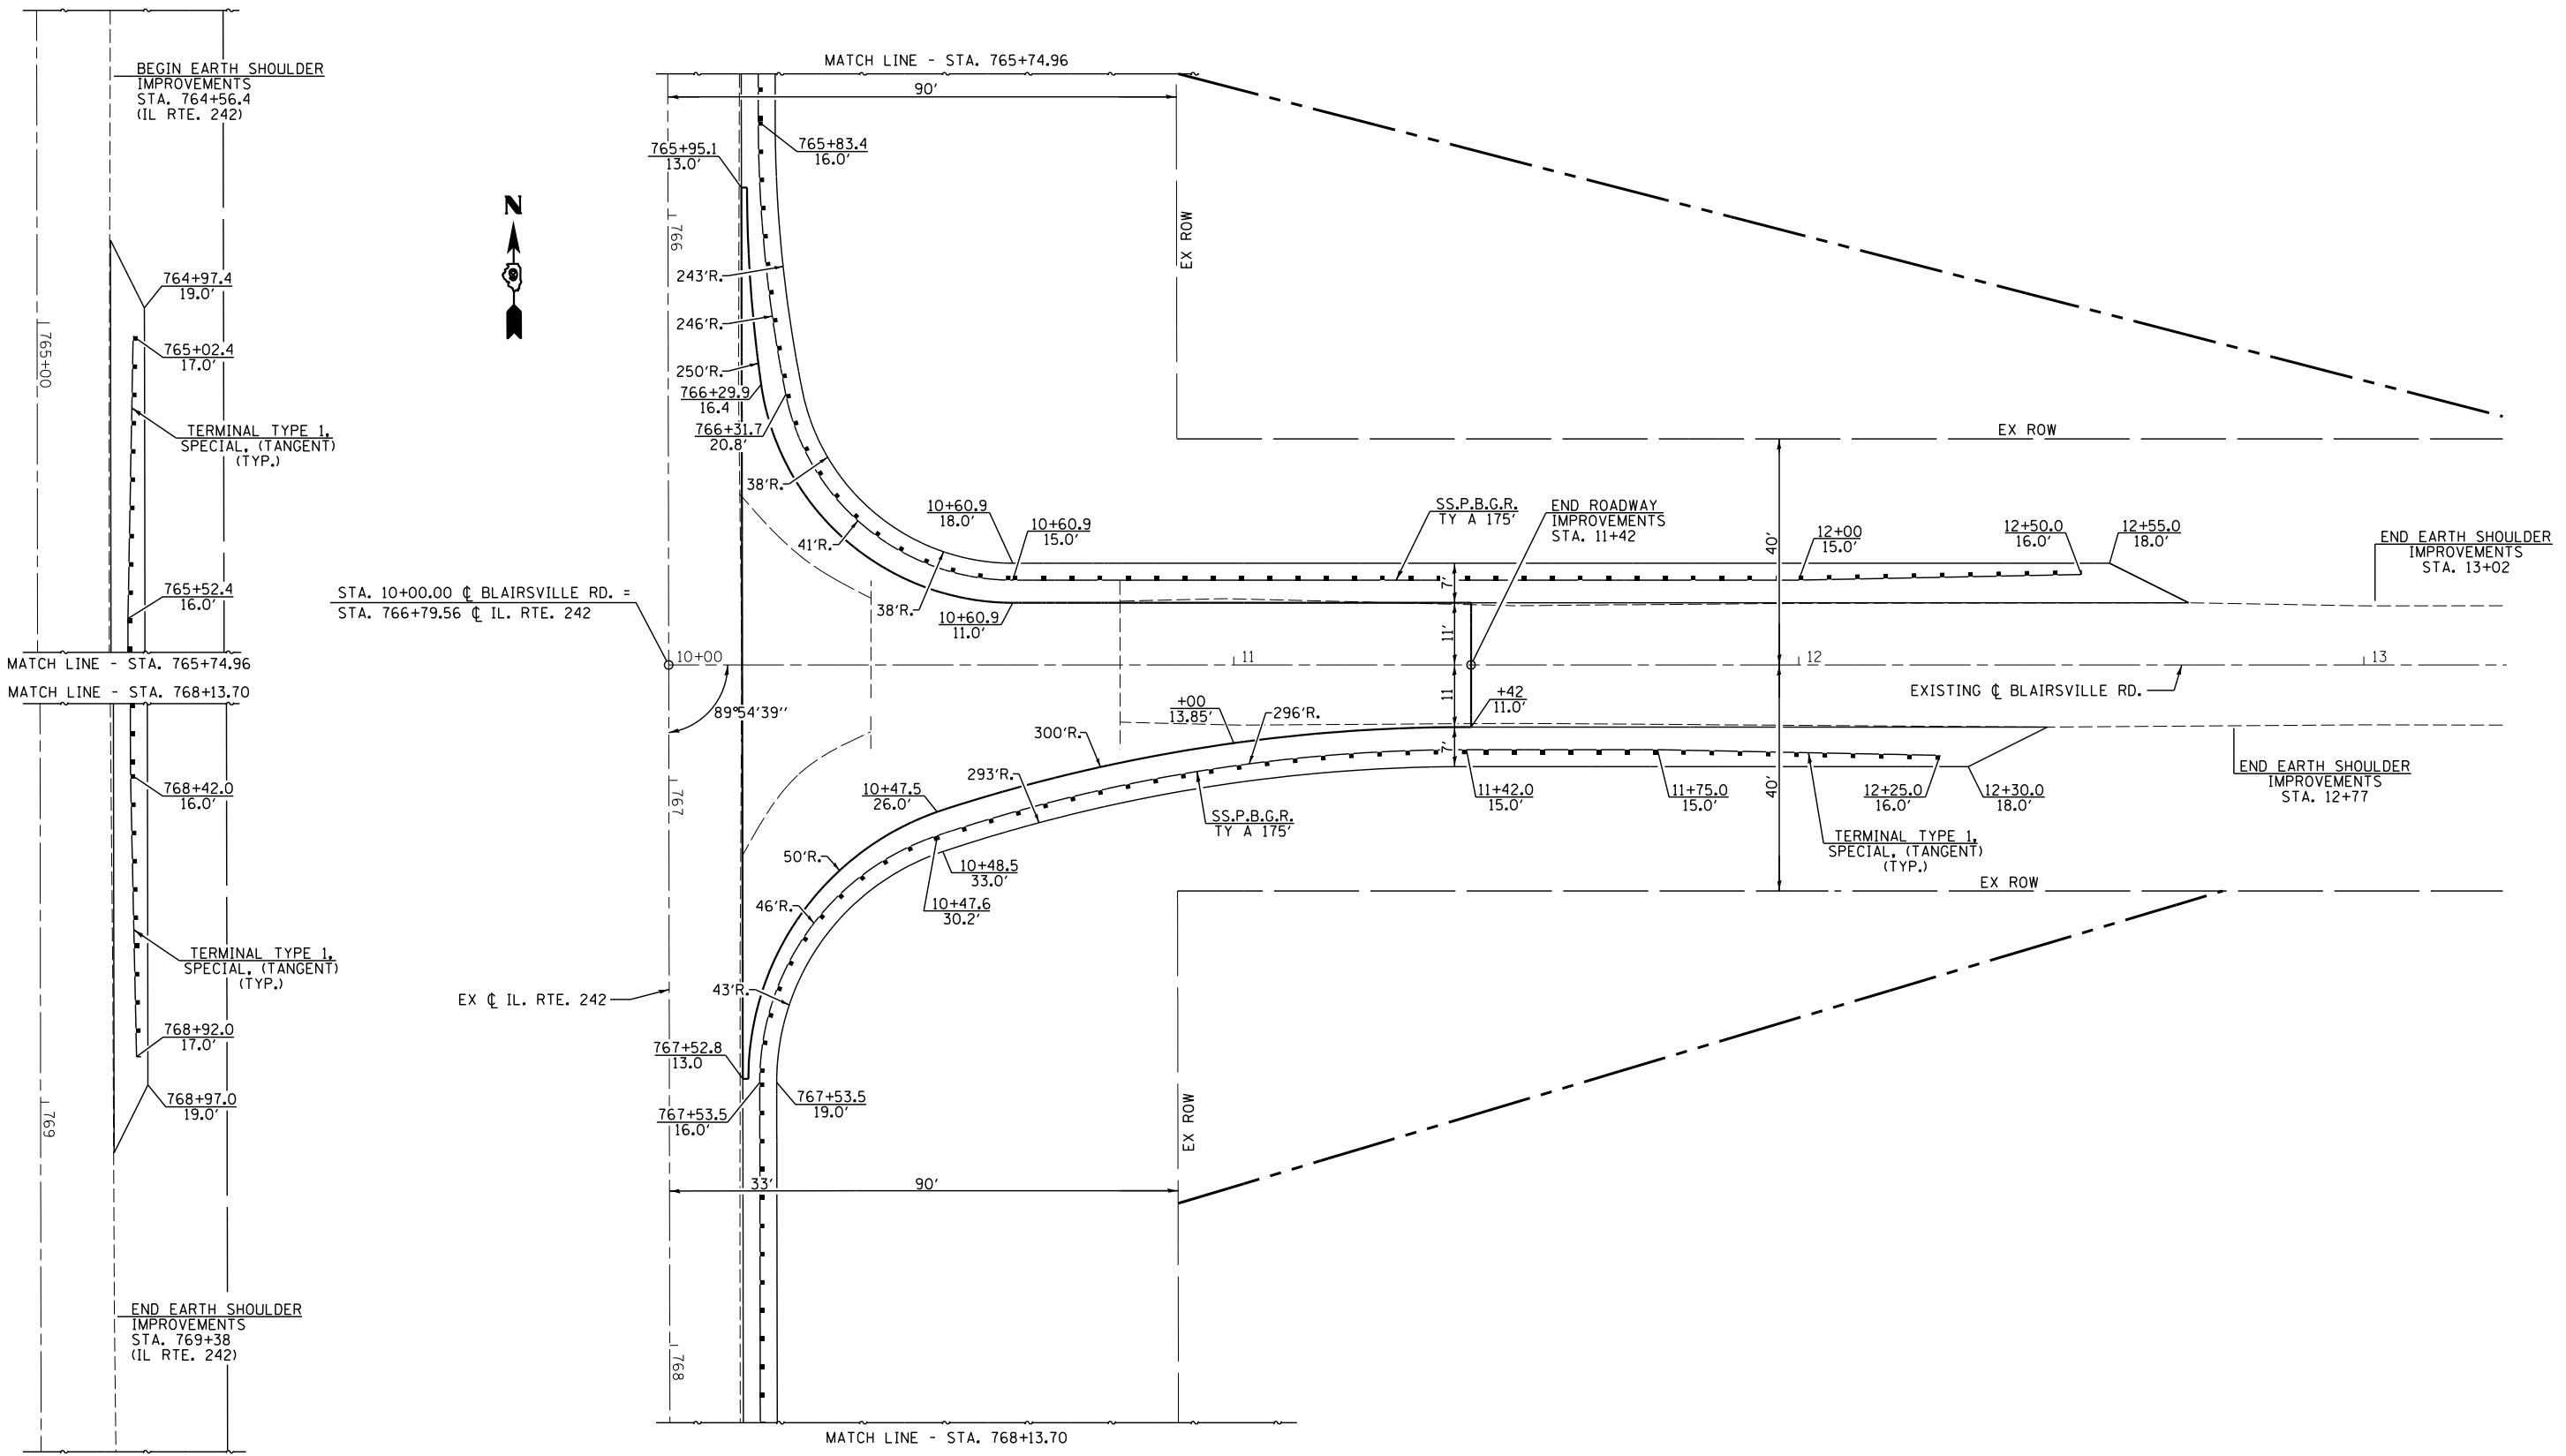 BEGIN EARTH SHOULDER
IMPROVEMENTS
STA. 764+56.4
(IL RTE. 242)
764+97.4
19.0'
765+00
765+02.4
17.0'
TERMINAL TYPE 1,
SPECIAL, (TANGENT)
(TYP.)
765+52.4
16.0'
MATCH LINE - STA. 765+74.96
MATCH LINE - STA. 768+13.70
768+42.0
16.0'
TERMINAL TYPE 1,
SPECIAL, (TANGENT)
(TYP.)
768+92.0
17.0'
768+97.0
19.0'
769
END EARTH SHOULDER
IMPROVEMENTS
STA. 769+38
(IL RTE. 242)
N
MATCH LINE - STA. 765+74.96
90'
765+95.1
13.0'
765+83.4
16.0'
766
EX ROW
243'R.
246'R.
250'R.
766+29.9
16.4
766+31.7
20.8'
38'R.
41'R.
38'R.
10+60.9
18.0'
10+60.9
15.0'
10+60.9
11.0'
SS.P.B.G.R.
TY A 175'
END ROADWAY
IMPROVEMENTS
STA. 11+42
EX ROW
40'
12+00
15.0'
12+50.0
16.0'
12+55.0
18.0'
END EARTH SHOULDER
IMPROVEMENTS
STA. 13+02
7'
11'
STA. 10+00.00 ℄ BLAIRSVILLE RD. =
STA. 766+79.56 ℄ IL. RTE. 242
10+00
11
12
13
EXISTING ℄ BLAIRSVILLE RD.
89°54'39"
11
7'
+42
11.0'
+00
13.85'
296'R.
300'R.
293'R.
10+47.5
26.0'
50'R.
46'R.
43'R.
10+48.5
33.0'
10+47.6
30.2'
SS.P.B.G.R.
TY A 175'
11+42.0
15.0'
11+75.0
15.0'
12+25.0
16.0'
12+30.0
18.0'
40'
TERMINAL TYPE 1,
SPECIAL, (TANGENT)
(TYP.)
END EARTH SHOULDER
IMPROVEMENTS
STA. 12+77
EX ROW
767
EX ℄ IL. RTE. 242
767+52.8
13.0
767+53.5
16.0'
767+53.5
19.0'
EX ROW
33'
90'
768
MATCH LINE - STA. 768+13.70